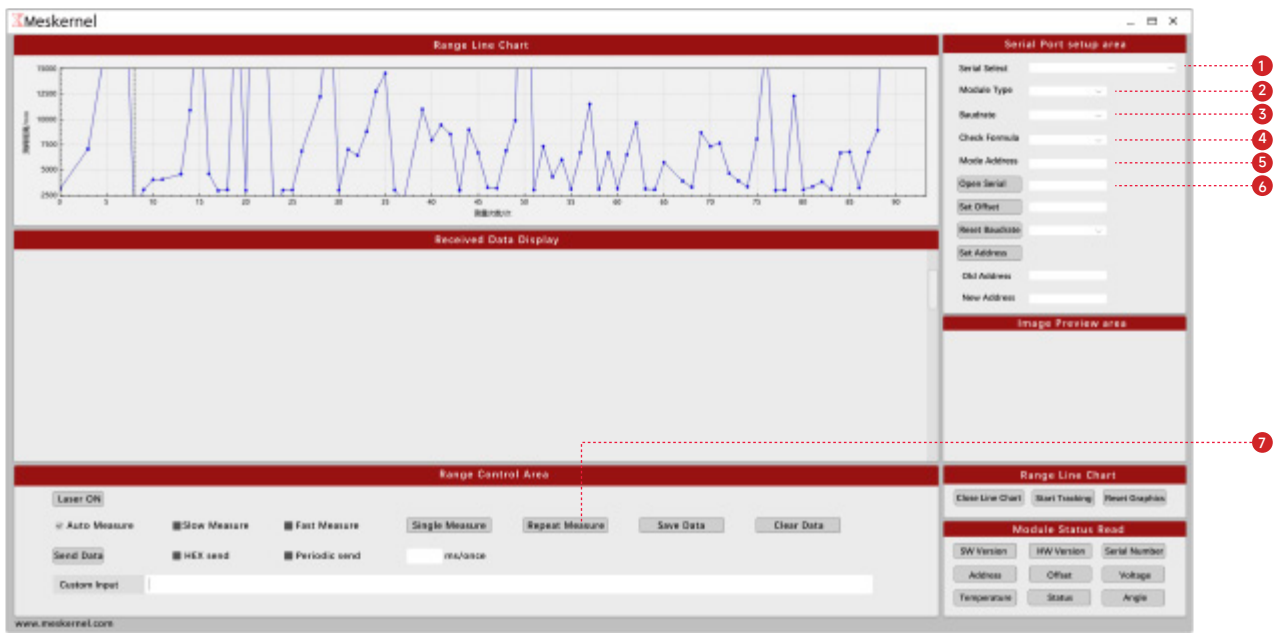 Meskernel
Range Line Chart
15000
12500
10000
7500
5000
2500
0 5 10 15 20 25 30 35 40 45 50 55 60 65 70 75 80 85 90
Received Data Display
Range Control Area
Laser ON
Auto Measure Slow Measure Fast Measure Single Measure Repeat Measure Save Data Clear Data
Send Data HEX send Periodic send ms/once
Custom Input
www.meskernel.com
Serial Port setup area
Serial Select 1
Module Type 2
Baudrate 3
Check Formula 4
Mode Address 5
Open Serial 6
Set Offset
Reset Baudrate
Set Address
Old Address
New Address
Image Preview area
7
Range Line Chart
Close Line Chart Start Tracking Reset Graphics
Module Status Read
SW Version HW Version Serial Number
Address Offset Voltage
Temperature Status Angle